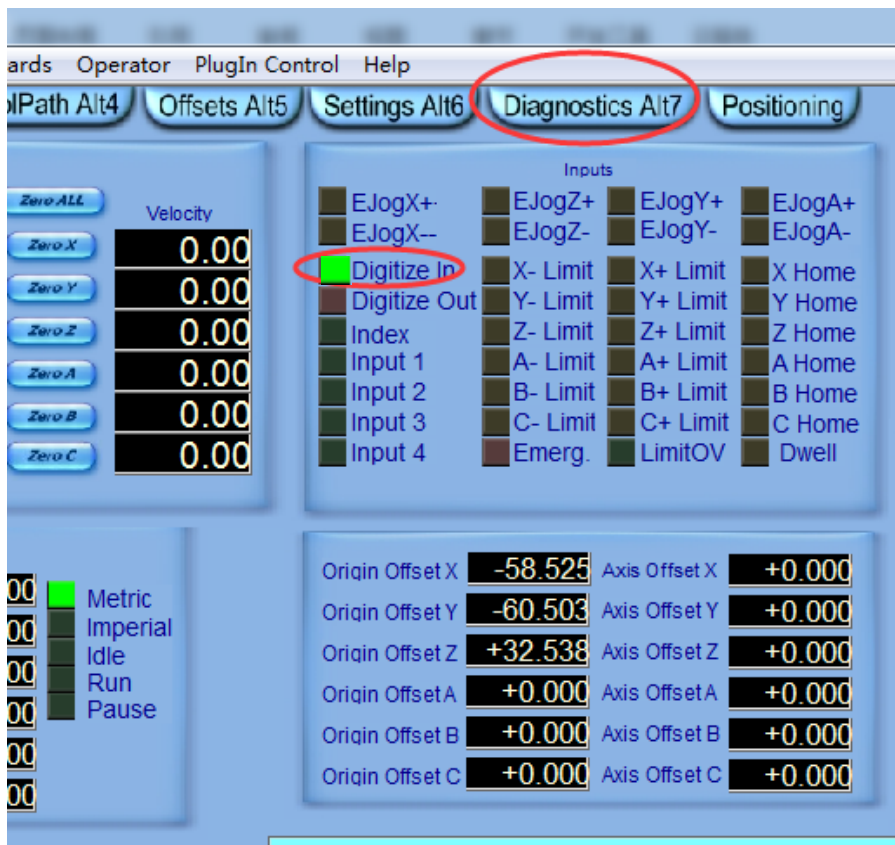 ards Operator PlugIn Control Help
olPath Alt4 Offsets Alt5 Settings Alt6 Diagnostics Alt7 Positioning
Zero ALL
Velocity
Zero X 0.00
Zero Y 0.00
Zero Z 0.00
Zero A 0.00
Zero B 0.00
Zero C 0.00
Inputs
EJogX+ EJogZ+ EJogY+ EJogA+
EJogX-- EJogZ- EJogY- EJogA-
Digitize In X- Limit X+ Limit X Home
Digitize Out Y- Limit Y+ Limit Y Home
Index Z- Limit Z+ Limit Z Home
Input 1 A- Limit A+ Limit A Home
Input 2 B- Limit B+ Limit B Home
Input 3 C- Limit C+ Limit C Home
Input 4 Emerg. LimitOV Dwell
00 Metric
00 Imperial
Idle
00 Run
00 Pause
00
00
Origin Offset X -58.525 Axis Offset X +0.000
Origin Offset Y -60.503 Axis Offset Y +0.000
Origin Offset Z +32.538 Axis Offset Z +0.000
Origin Offset A +0.000 Axis Offset A +0.000
Origin Offset B +0.000 Axis Offset B +0.000
Origin Offset C +0.000 Axis Offset C +0.000